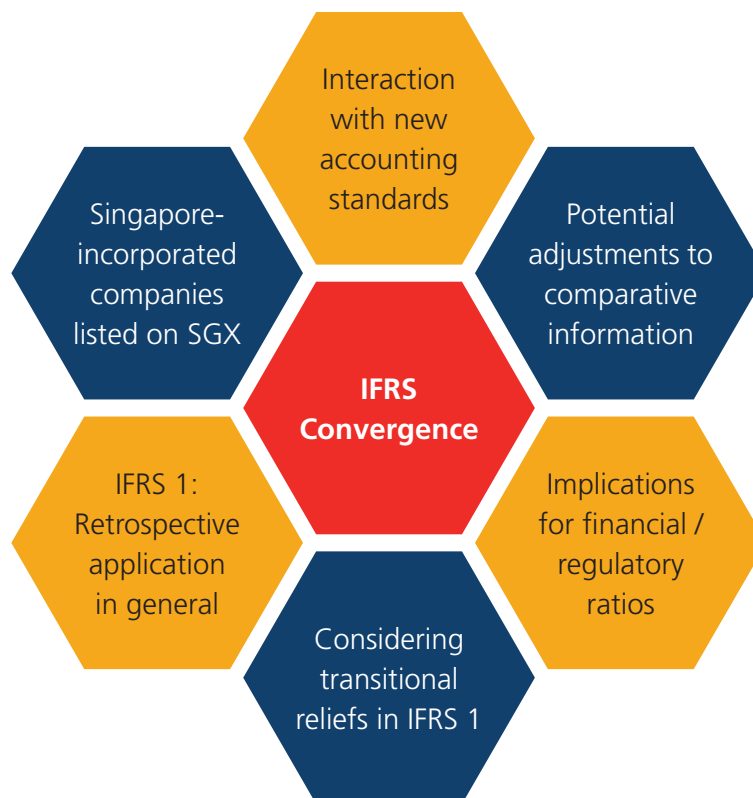 Interaction
with new
accounting
standards
Singapore-
incorporated
companies
listed on SGX
Potential
adjustments to
comparative
information
IFRS
Convergence
IFRS 1:
Retrospective
application
in general
Implications
for financial /
regulatory
ratios
Considering
transitional
reliefs in IFRS 1